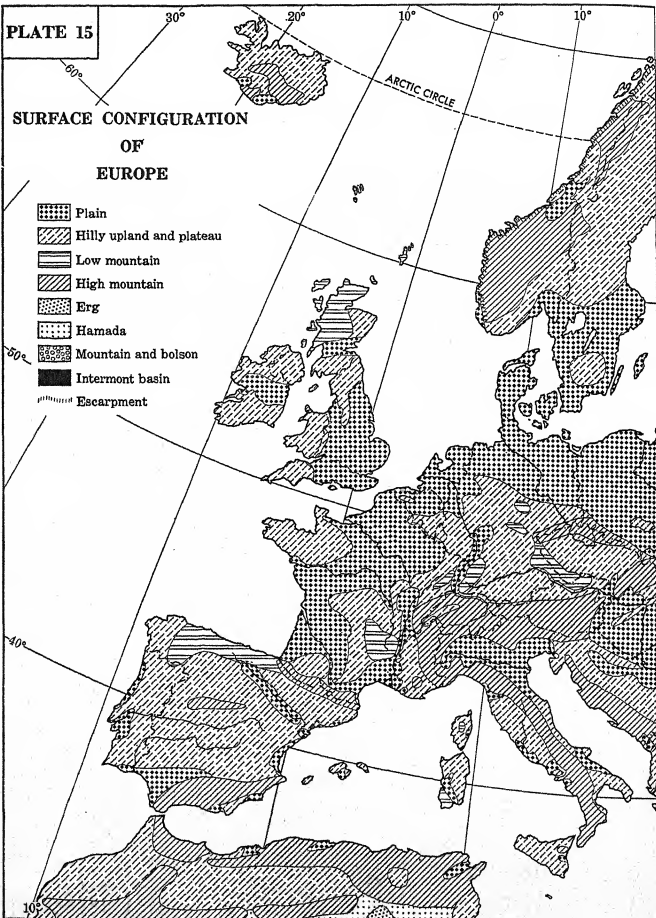 PLATE 15
30°
20°
10°
0°
10°
60°
ARCTIC CIRCLE
SURFACE CONFIGURATION
OF
EUROPE
Plain
Hilly upland and plateau
Low mountain
High mountain
Erg
Hamada
Mountain and bolson
Intermont basin
Escarpment
50°
40°
10°